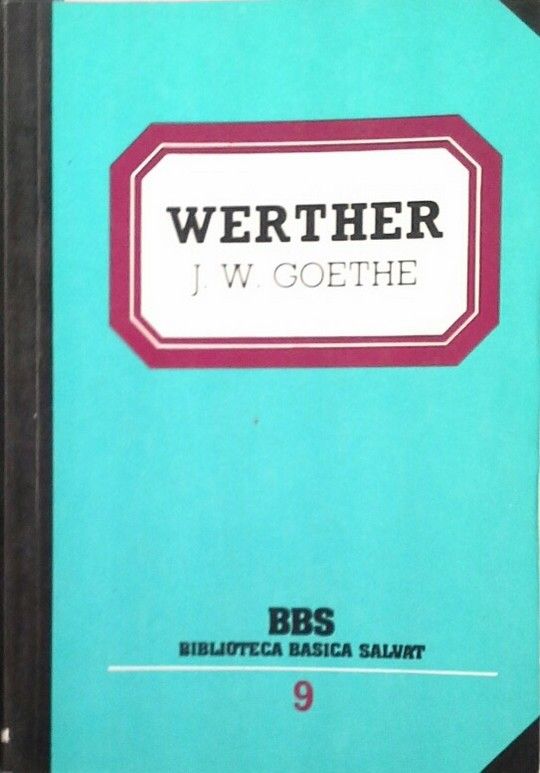 WERTHER
J. W. GOETHE
BBS
BIBLIOTECA BASICA SALVAT
9